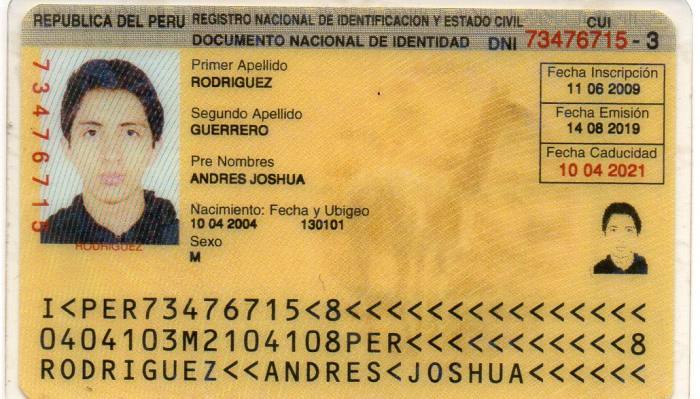 REPUBLICA DEL PERU REGISTRO NACIONAL DE IDENTIFICACION Y ESTADO CIVIL CUI
DOCUMENTO NACIONAL DE IDENTIDAD DNI 73476715 - 3
73476715
Primer Apellido
RODRIGUEZ
Segundo Apellido
GUERRERO
Pre Nombres
ANDRES JOSHUA
Nacimiento: Fecha y Ubigeo
10 04 2004 130101
Sexo
M
Fecha Inscripción
11 06 2009
Fecha Emisión
14 08 2019
Fecha Caducidad
10 04 2021
RODRIGUEZ
I<PER73476715<8<<<<<<<<<<<<<<<
0404103M2104108PER<<<<<<<<<<<8
RODRIGUEZ<<ANDRES<JOSHUA<<<<<<